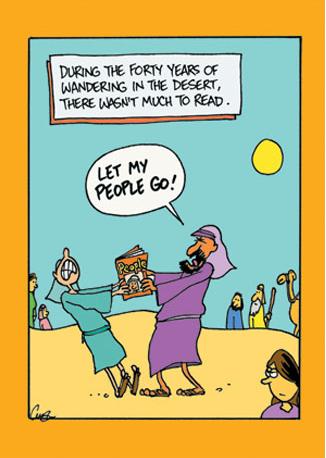 DURING THE FORTY YEARS OF
WANDERING IN THE DESERT,
THERE WASN'T MUCH TO READ.
LET MY
PEOPLE GO!
People